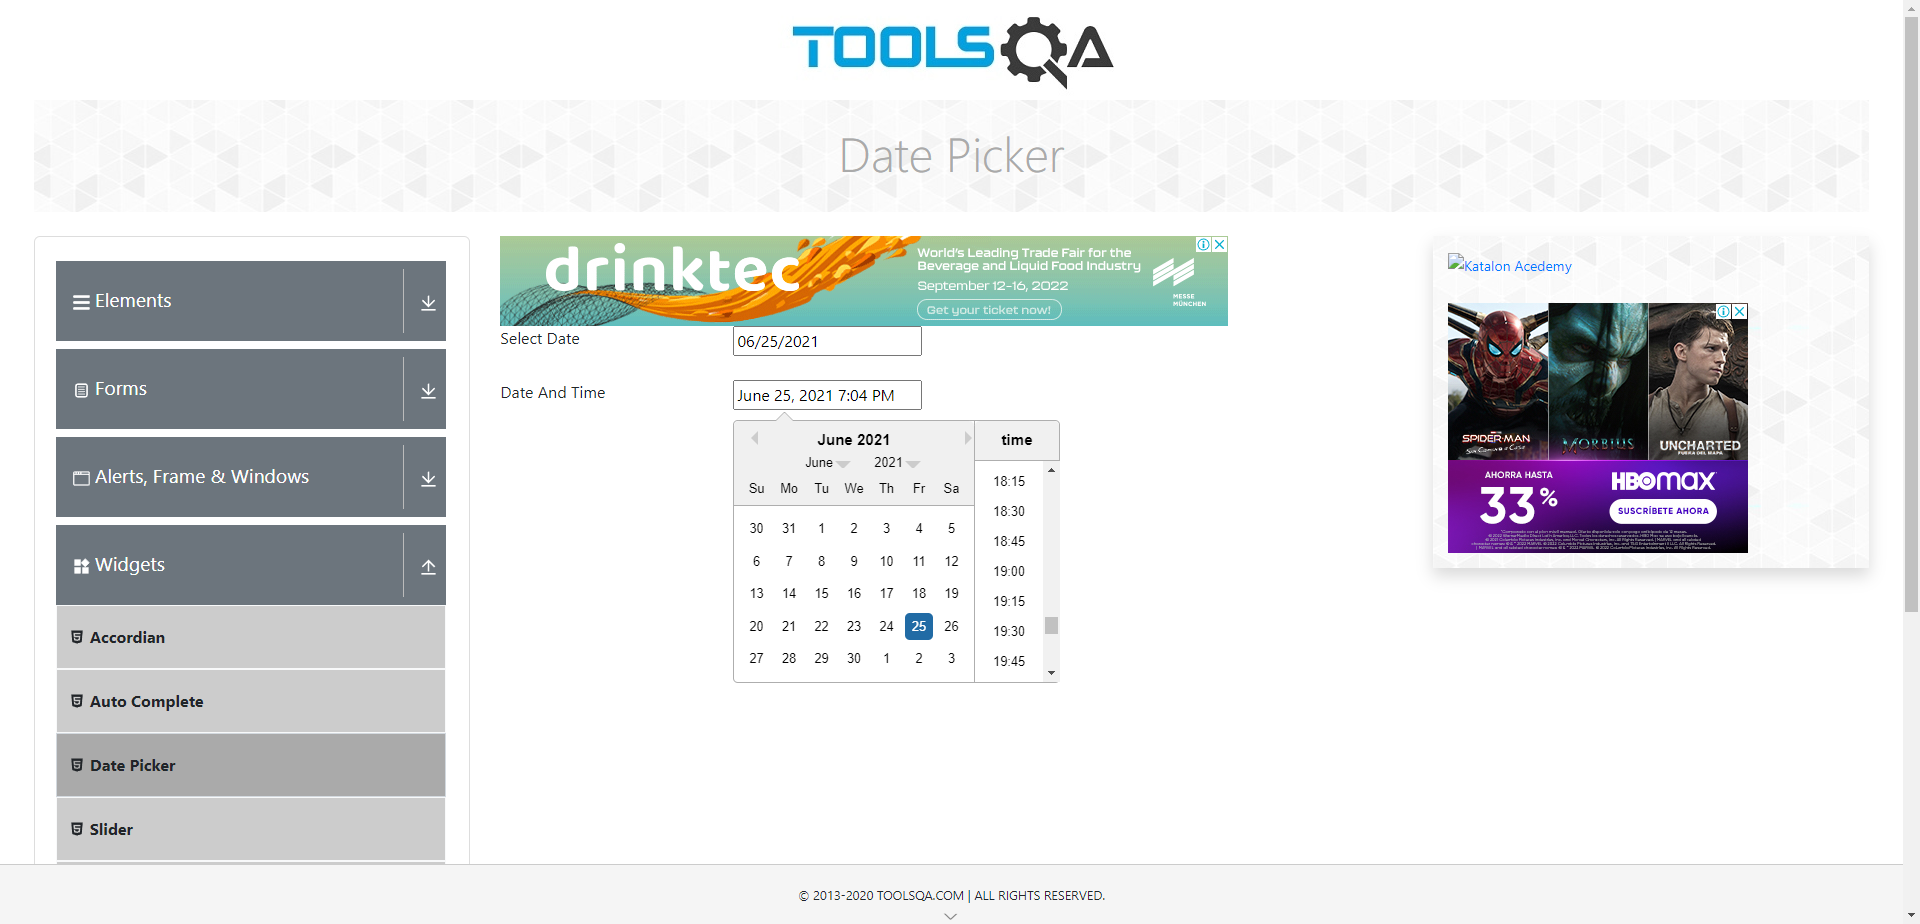 TOOLSQA
Date Picker
Elements
Forms
Alerts, Frame & Windows
Widgets
Accordian
Auto Complete
Date Picker
Slider
drinktec
World's Leading Trade Fair for the
Beverage and Liquid Food Industry
September 12-16, 2022
Get your ticket now!
MESSE
MÜNCHEN
Select Date
06/25/2021
Date And Time
June 25, 2021 7:04 PM
June 2021
June 2021
Su Mo Tu We Th Fr Sa
30 31 1 2 3 4 5
6 7 8 9 10 11 12
13 14 15 16 17 18 19
20 21 22 23 24 25 26
27 28 29 30 1 2 3
time
18:15
18:30
18:45
19:00
19:15
19:30
19:45
Katalon Acedemy
SPIDER-MAN
MORBIUS
UNCHARTED
FUERA DEL MAPA
AHORRA HASTA
33%
HBOMAX
SUSCRÍBETE AHORA
© 2013-2020 TOOLSQA.COM | ALL RIGHTS RESERVED.